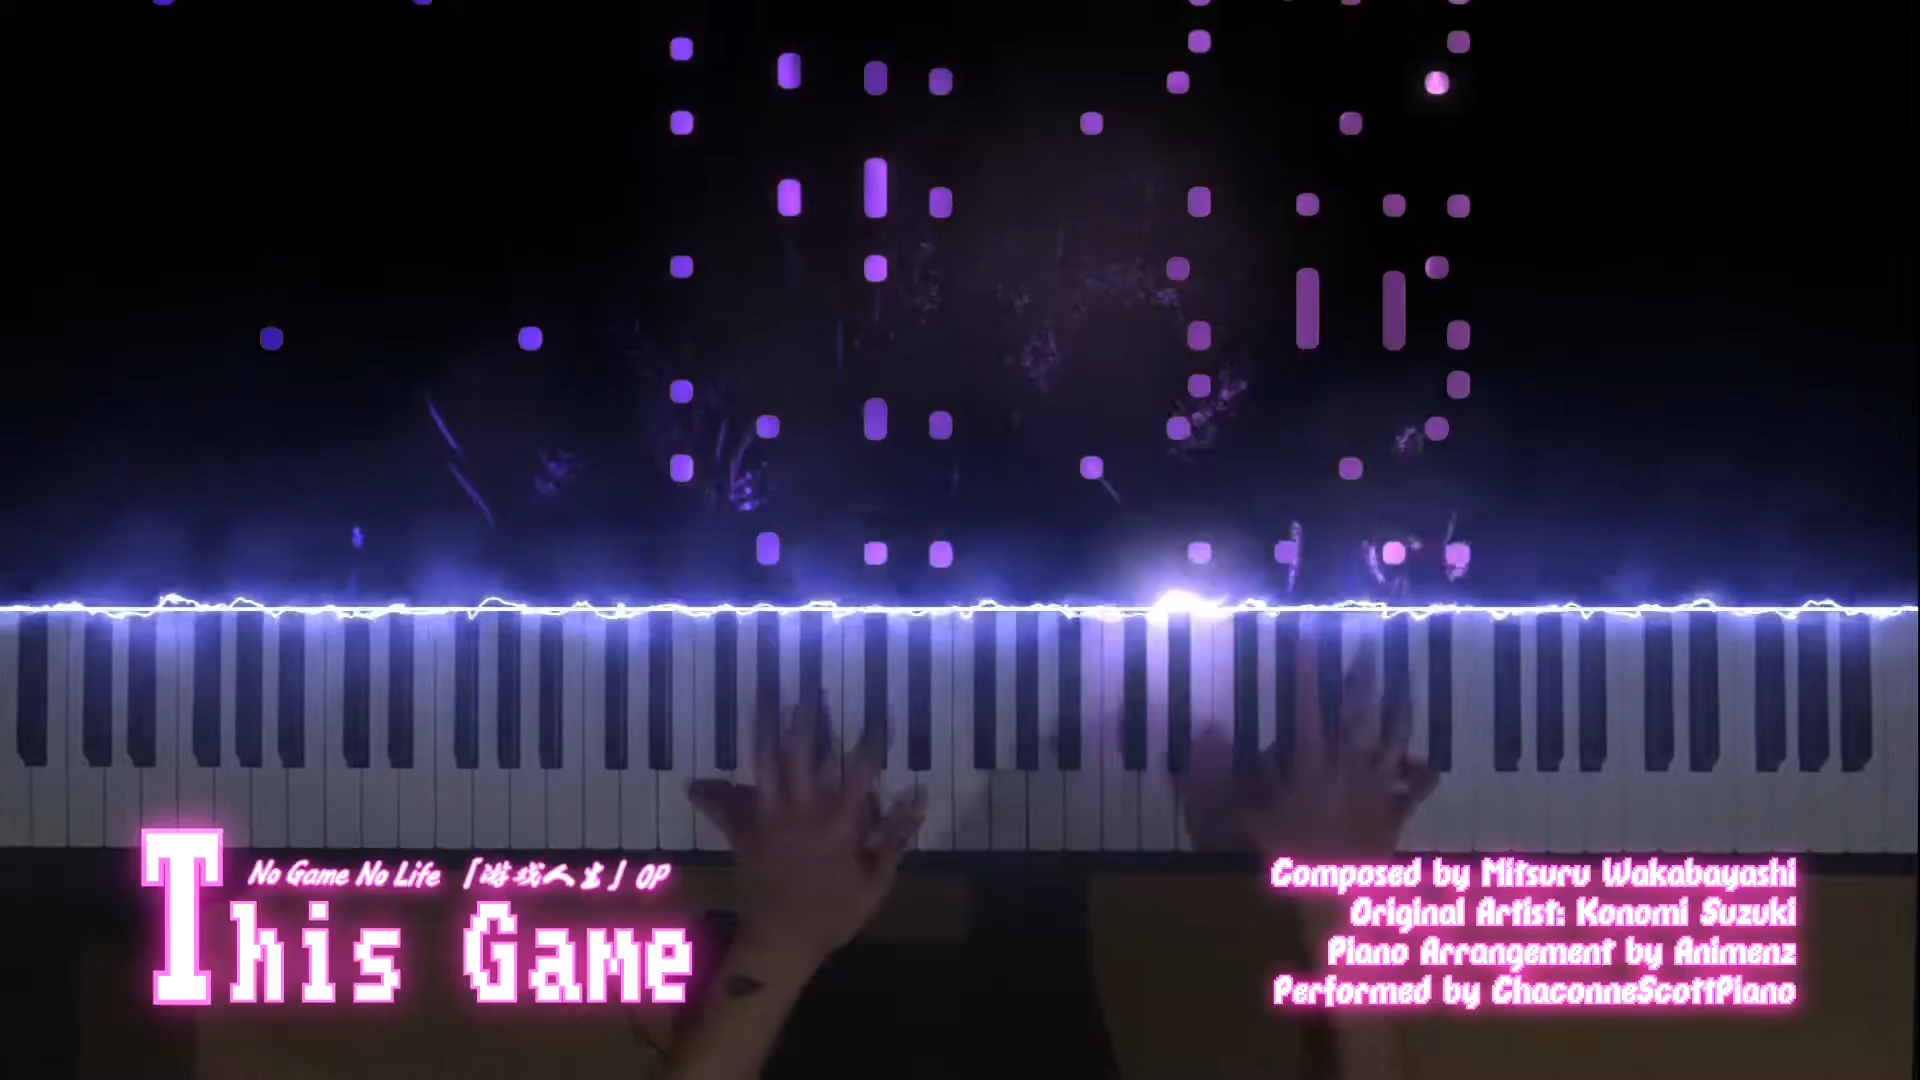 No Game No Life 「游戏人生」 OP
This Game
Composed by Mitsuru Wakabayashi
Original Artist: Konomi Suzuki
Piano Arrangement by Animenz
Performed by ChaconneScottPiano